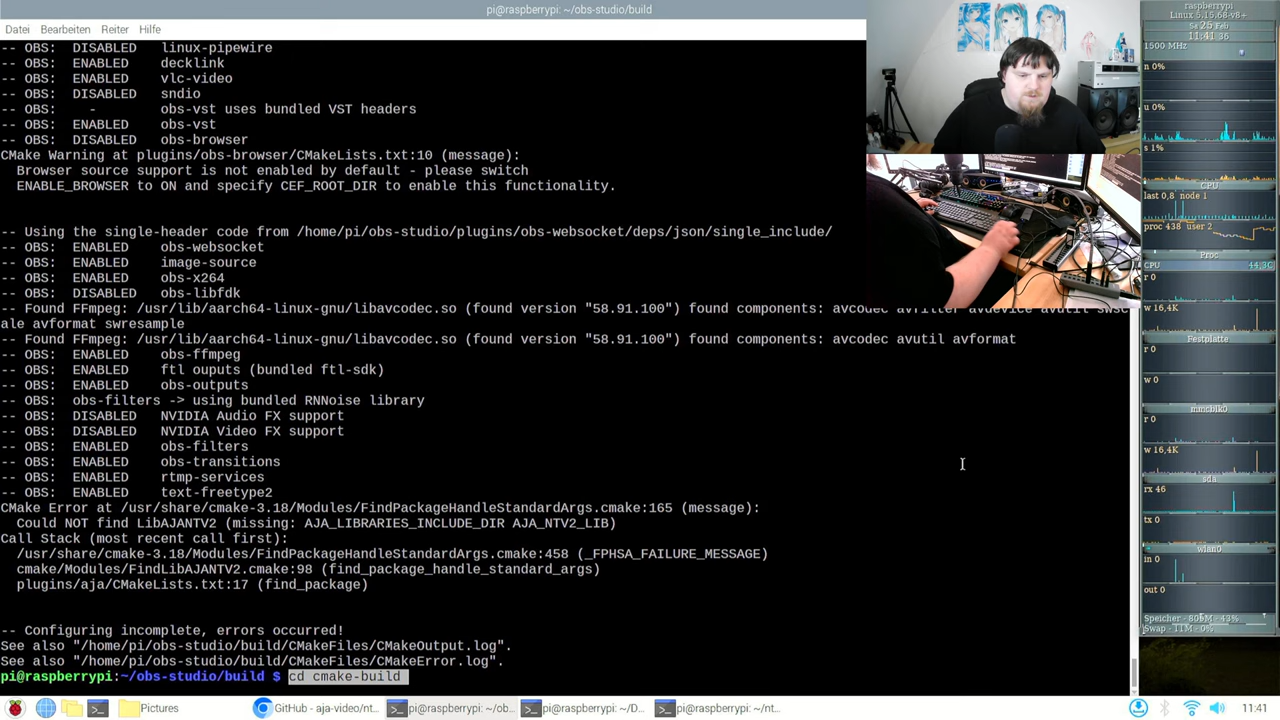 pi@raspberrypi: ~/obs-studio/build
Datei Bearbeiten Reiter Hilfe
-- OBS: DISABLED linux-pipewire
-- OBS: ENABLED decklink
-- OBS: ENABLED vlc-video
-- OBS: DISABLED sndio
-- OBS: - obs-vst uses bundled VST headers
-- OBS: ENABLED obs-vst
-- OBS: DISABLED obs-browser
CMake Warning at plugins/obs-browser/CMakeLists.txt:10 (message):
Browser source support is not enabled by default - please switch
ENABLE_BROWSER to ON and specify CEF_ROOT_DIR to enable this functionality.
-- Using the single-header code from /home/pi/obs-studio/plugins/obs-websocket/deps/json/single_include/
-- OBS: ENABLED obs-websocket
-- OBS: ENABLED image-source
-- OBS: ENABLED obs-x264
-- OBS: DISABLED obs-libfdk
-- Found FFmpeg: /usr/lib/aarch64-linux-gnu/libavcodec.so (found version "58.91.100") found components: avcodec avfilter avdevice avutil swsc
ale avformat swresample
-- Found FFmpeg: /usr/lib/aarch64-linux-gnu/libavcodec.so (found version "58.91.100") found components: avcodec avutil avformat
-- OBS: ENABLED obs-ffmpeg
-- OBS: ENABLED ftl ouputs (bundled ftl-sdk)
-- OBS: ENABLED obs-outputs
-- OBS: obs-filters -> using bundled RNNoise library
-- OBS: DISABLED NVIDIA Audio FX support
-- OBS: DISABLED NVIDIA Video FX support
-- OBS: ENABLED obs-filters
-- OBS: ENABLED obs-transitions
-- OBS: ENABLED rtmp-services
-- OBS: ENABLED text-freetype2
CMake Error at /usr/share/cmake-3.18/Modules/FindPackageHandleStandardArgs.cmake:165 (message):
Could NOT find LibAJANTV2 (missing: AJA_LIBRARIES_INCLUDE_DIR AJA_NTV2_LIB)
Call Stack (most recent call first):
/usr/share/cmake-3.18/Modules/FindPackageHandleStandardArgs.cmake:458 (_FPHSA_FAILURE_MESSAGE)
cmake/Modules/FindLibAJANTV2.cmake:98 (find_package_handle_standard_args)
plugins/aja/CMakeLists.txt:17 (find_package)
-- Configuring incomplete, errors occurred!
See also "/home/pi/obs-studio/build/CMakeFiles/CMakeOutput.log".
See also "/home/pi/obs-studio/build/CMakeFiles/CMakeError.log".
pi@raspberrypi:~/obs-studio/build $ cd cmake-build
raspberrypi
Linux 5.15.68-v8+
25 Feb
11:41 35
1500 MHz
n 0%
u 0%
s 1%
CPU
last 0,8 node 1
proc 438 user 2
Proc
CPU 44.3C
r 0
w 16,4K
Festplatte
r 0
w 0
mmcblk0
r 0
w 16,4K
sda
rx 46
tx 0
wlan0
in 0
out 0
Speicher - 806M - 43%
Swap - 11M - 0%
Pictures
GitHub - aja-video/nt...
pi@raspberrypi:~/ob...
pi@raspberrypi: ~/D...
pi@raspberrypi: ~/nt...
11:41